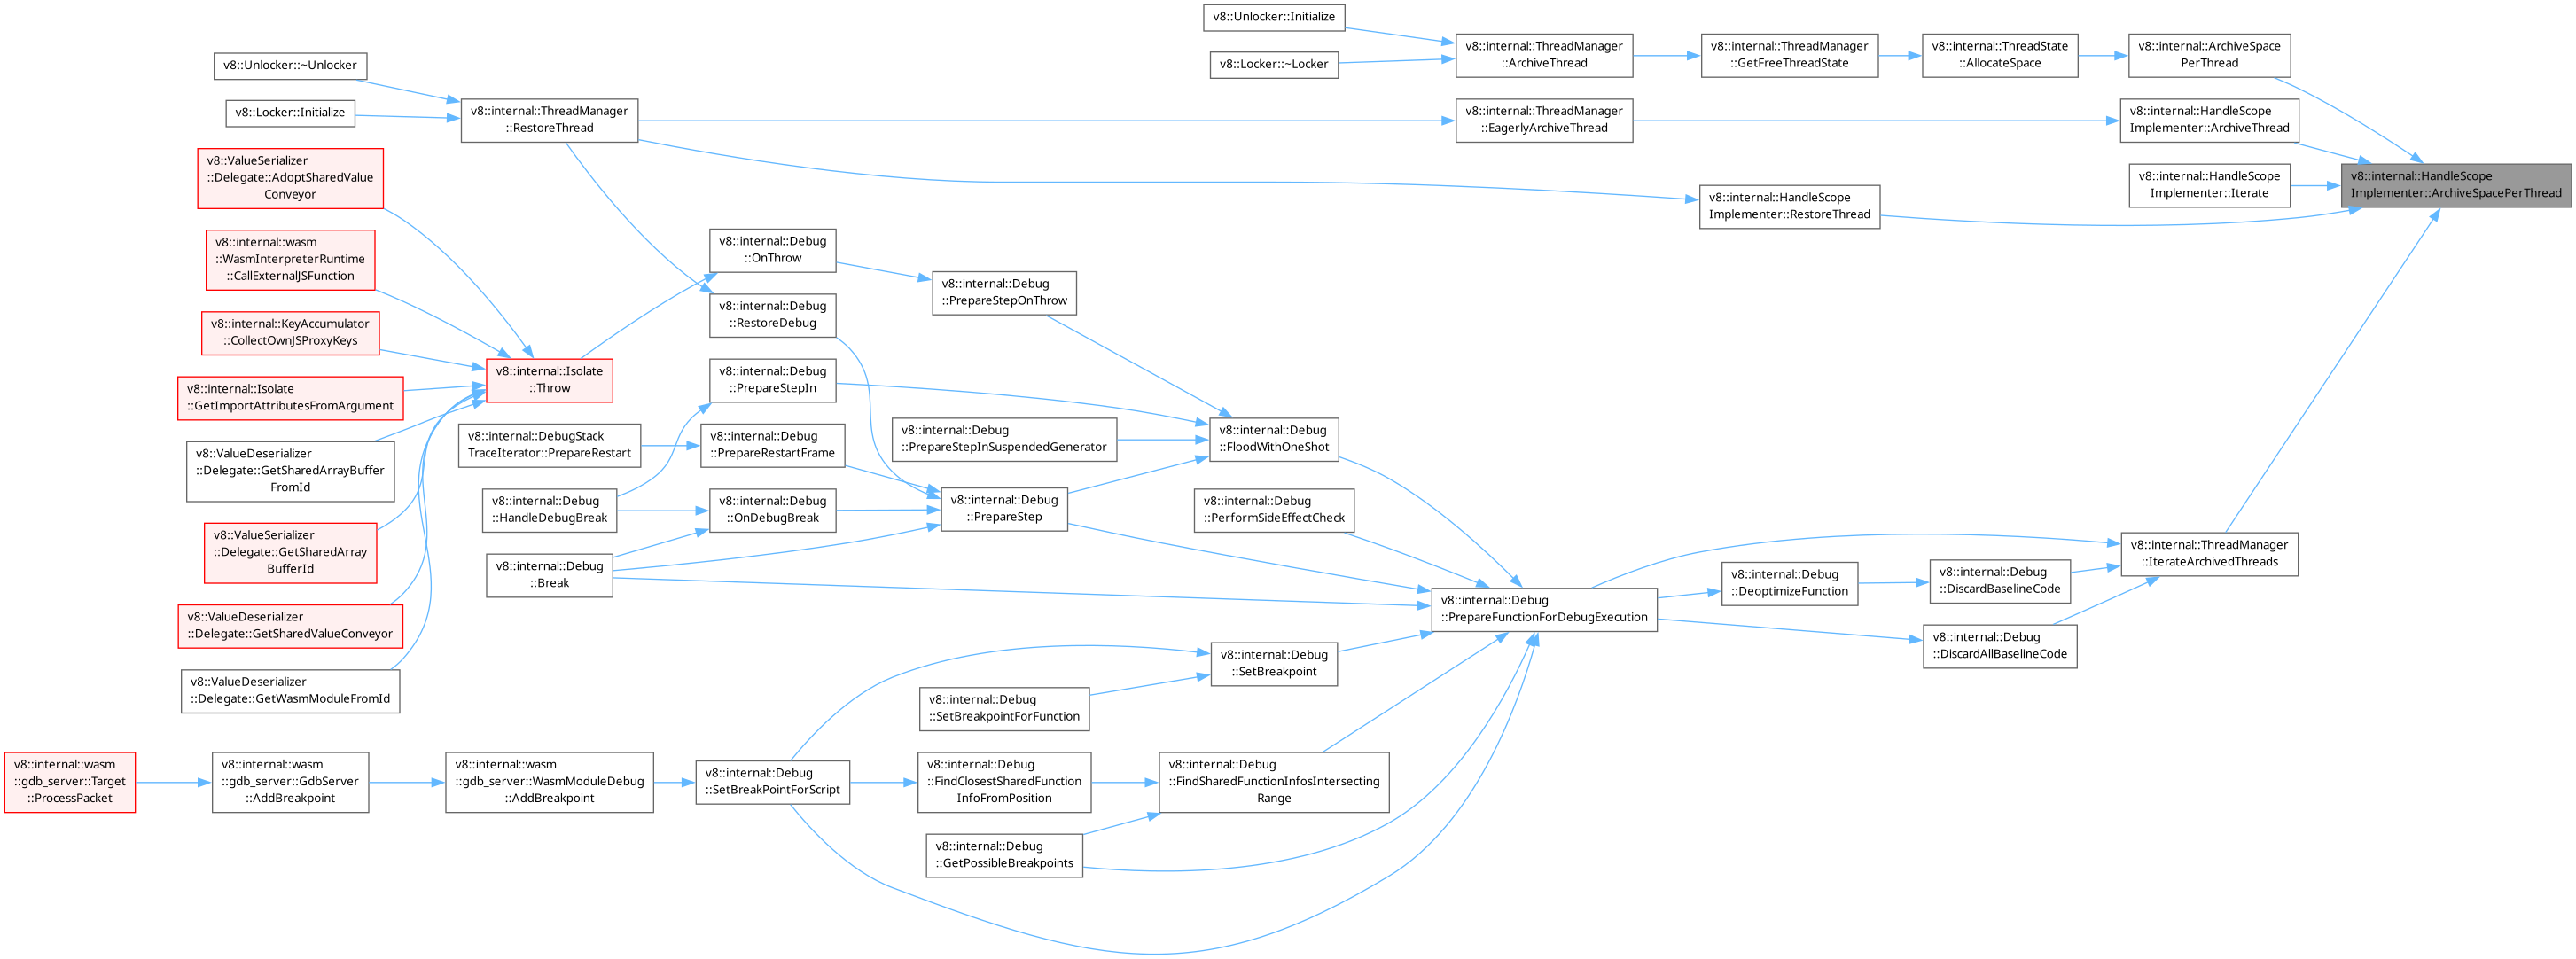 v8::Unlocker::Initialize
v8::Unlocker::~Unlocker
v8::Locker::~Locker
v8::internal::ThreadManager
::ArchiveThread
v8::internal::ThreadManager
::GetFreeThreadState
v8::internal::ThreadState
::AllocateSpace
v8::internal::ArchiveSpace
PerThread
v8::Locker::Initialize
v8::internal::ThreadManager
::RestoreThread
v8::internal::ThreadManager
::EagerlyArchiveThread
v8::internal::HandleScope
Implementer::ArchiveThread
v8::ValueSerializer
::Delegate::AdoptSharedValue
Conveyor
v8::internal::HandleScope
Implementer::RestoreThread
v8::internal::HandleScope
Implementer::Iterate
v8::internal::HandleScope
Implementer::ArchiveSpacePerThread
v8::internal::wasm
::WasmInterpreterRuntime
::CallExternalJSFunction
v8::internal::Debug
::OnThrow
v8::internal::Debug
::PrepareStepOnThrow
v8::internal::KeyAccumulator
::CollectOwnJSProxyKeys
v8::internal::Debug
::RestoreDebug
v8::internal::Isolate
::GetImportAttributesFromArgument
v8::internal::Isolate
::Throw
v8::internal::Debug
::PrepareStepIn
v8::ValueDeserializer
::Delegate::GetSharedArrayBuffer
FromId
v8::internal::DebugStack
TraceIterator::PrepareRestart
v8::internal::Debug
::PrepareRestartFrame
v8::internal::Debug
::PrepareStepInSuspendedGenerator
v8::internal::Debug
::FloodWithOneShot
v8::internal::Debug
::HandleDebugBreak
v8::internal::Debug
::OnDebugBreak
v8::internal::Debug
::PrepareStep
v8::internal::Debug
::PerformSideEffectCheck
v8::ValueSerializer
::Delegate::GetSharedArray
BufferId
v8::internal::Debug
::Break
v8::internal::Debug
::PrepareFunctionForDebugExecution
v8::internal::Debug
::DeoptimizeFunction
v8::internal::Debug
::DiscardBaselineCode
v8::internal::ThreadManager
::IterateArchivedThreads
v8::ValueDeserializer
::Delegate::GetSharedValueConveyor
v8::internal::Debug
::DiscardAllBaselineCode
v8::ValueDeserializer
::Delegate::GetWasmModuleFromId
v8::internal::Debug
::SetBreakpointForFunction
v8::internal::Debug
::SetBreakpoint
v8::internal::wasm
::gdb_server::Target
::ProcessPacket
v8::internal::wasm
::gdb_server::GdbServer
::AddBreakpoint
v8::internal::wasm
::gdb_server::WasmModuleDebug
::AddBreakpoint
v8::internal::Debug
::SetBreakPointForScript
v8::internal::Debug
::FindClosestSharedFunction
InfoFromPosition
v8::internal::Debug
::FindSharedFunctionInfosIntersecting
Range
v8::internal::Debug
::GetPossibleBreakpoints